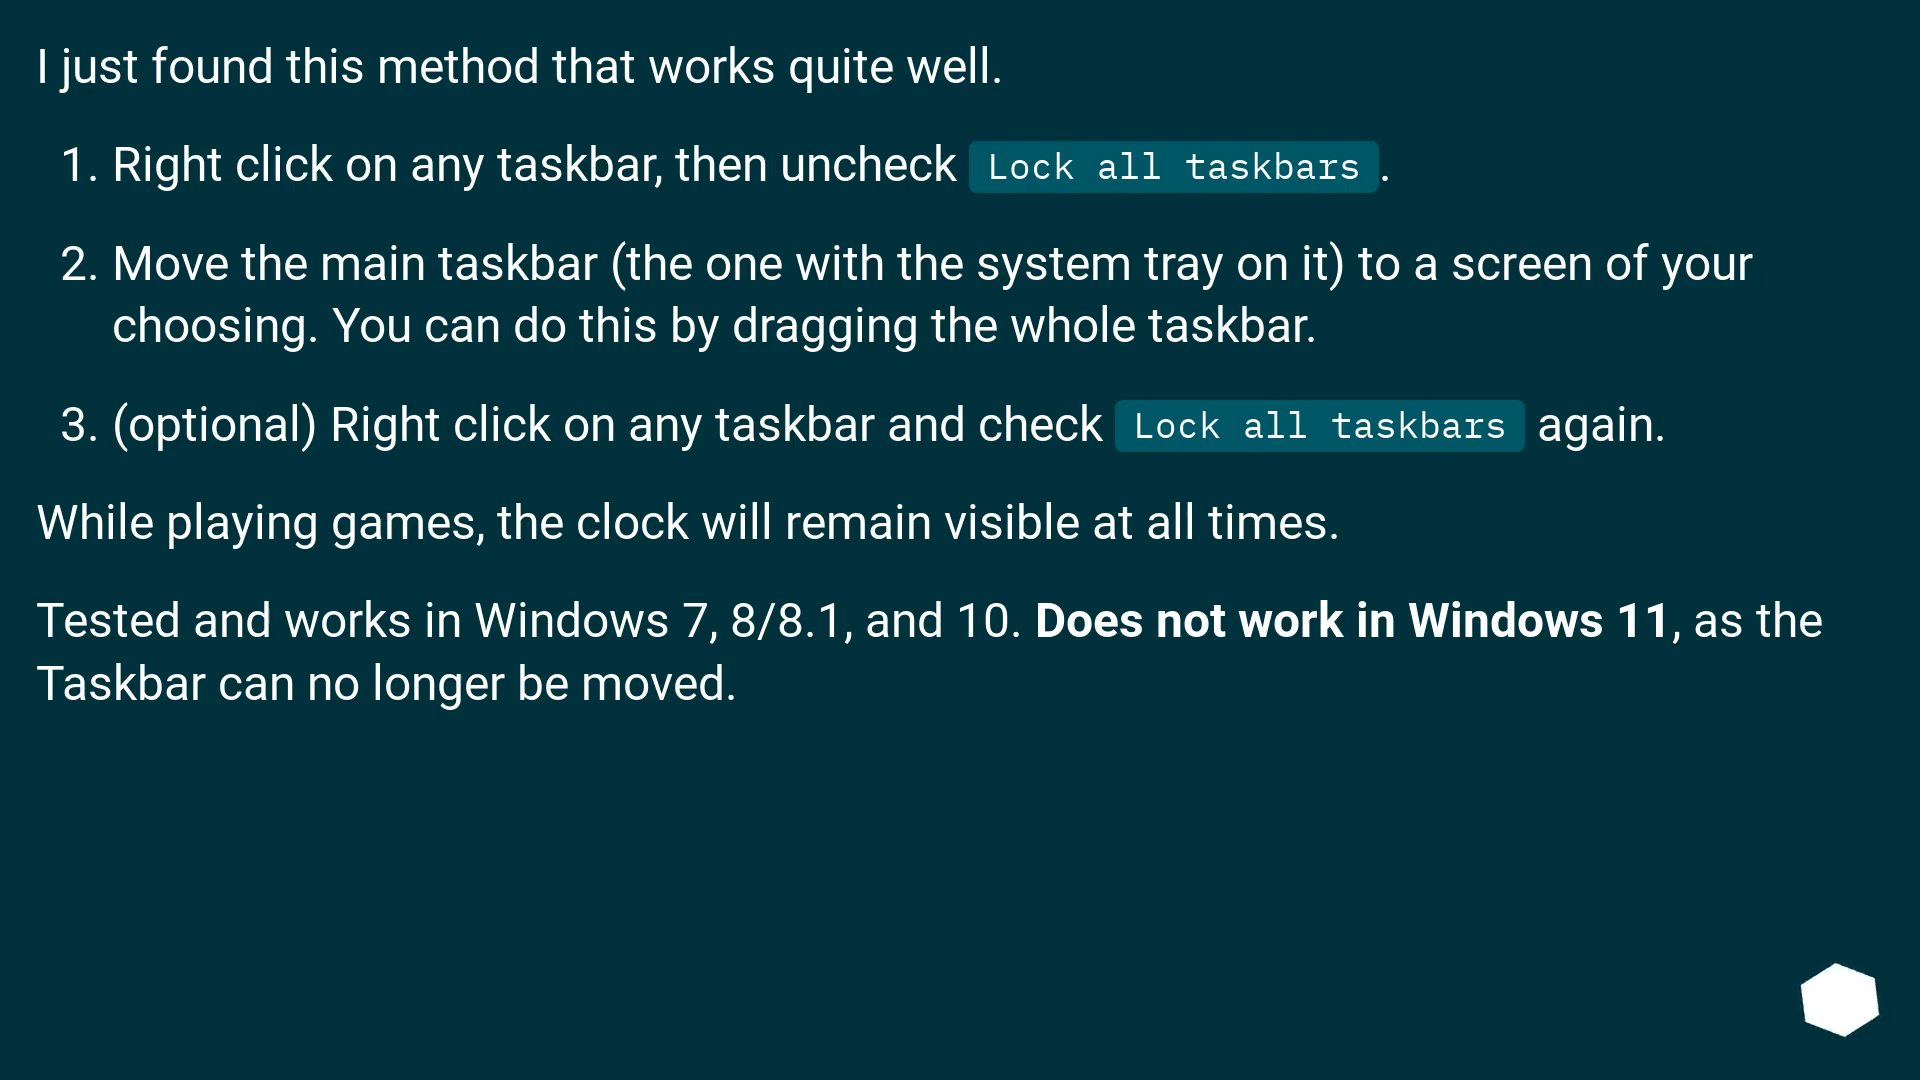 I just found this method that works quite well.
1. Right click on any taskbar, then uncheck Lock all taskbars.
2. Move the main taskbar (the one with the system tray on it) to a screen of your
choosing. You can do this by dragging the whole taskbar.
3. (optional) Right click on any taskbar and check Lock all taskbars again.
While playing games, the clock will remain visible at all times.
Tested and works in Windows 7, 8/8.1, and 10. Does not work in Windows 11, as the
Taskbar can no longer be moved.